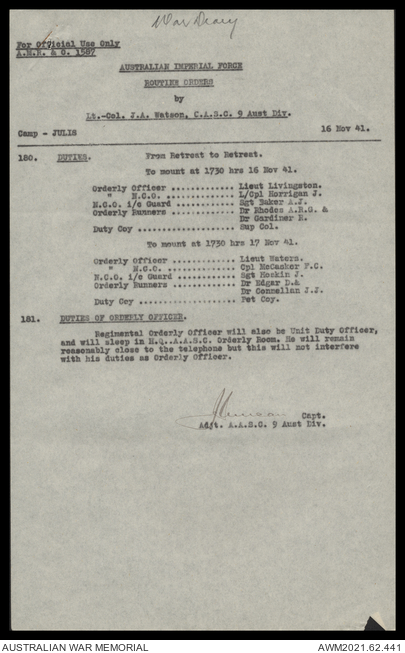 War Diary
For Official Use Only
A.M.R. & O. 1587
AUSTRALIAN IMPERIAL FORCE
ROUTINE ORDERS
by
Lt.-Col. J.A. Watson, C.A.S.C. 9 Aust Div.
Camp - JULIS 16 Nov 41.
180. DUTIES. From Retreat to Retreat.
To mount at 1730 hrs 16 Nov 41.
Orderly Officer ............. Lieut Livingston.
" N.C.O. ............. L/Cpl Horrigan J.
N.C.O. i/c Guard ............ Sgt Baker A.J.
Orderly Runners ............. Dr Rhodes A.R.G. &
Dr Gardiner R.
Duty Coy .................... Sup Col.
To mount at 1730 hrs 17 Nov 41.
Orderly Officer ............. Lieut Waters.
" N.C.O. ............. Cpl McCasker F.C.
N.C.O. i/c Guard ............ Sgt Hockin J.
Orderly Runners ............. Dr Edgar D.&
Dr Connellan J.J.
Duty Coy .................... Pet Coy.
181. DUTIES OF ORDERLY OFFICER.
Regimental Orderly Officer will also be Unit Duty Officer,
and will sleep in H.Q..A.A.S.C. Orderly Room. He will remain
reasonably close to the telephone but this will not interfere
with his duties as Orderly Officer.
Capt.
Adjt. A.A.S.C. 9 Aust Div.
AUSTRALIAN WAR MEMORIAL AWM2021.62.441